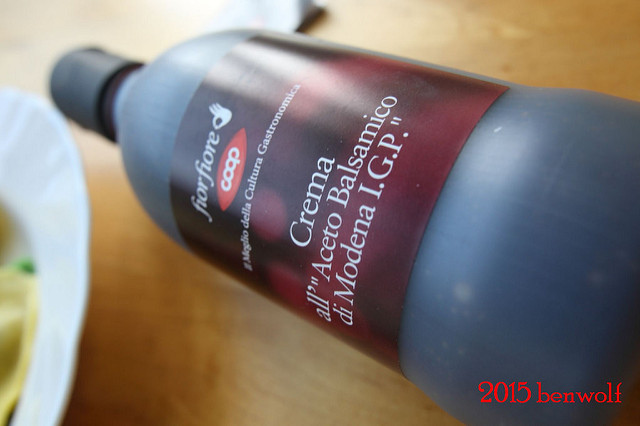 fiorfiore
coop
Il Meglio della Cultura Gastronomica
Crema
all'"Aceto Balsamico
di Modena I.G.P."
2015 benwolf